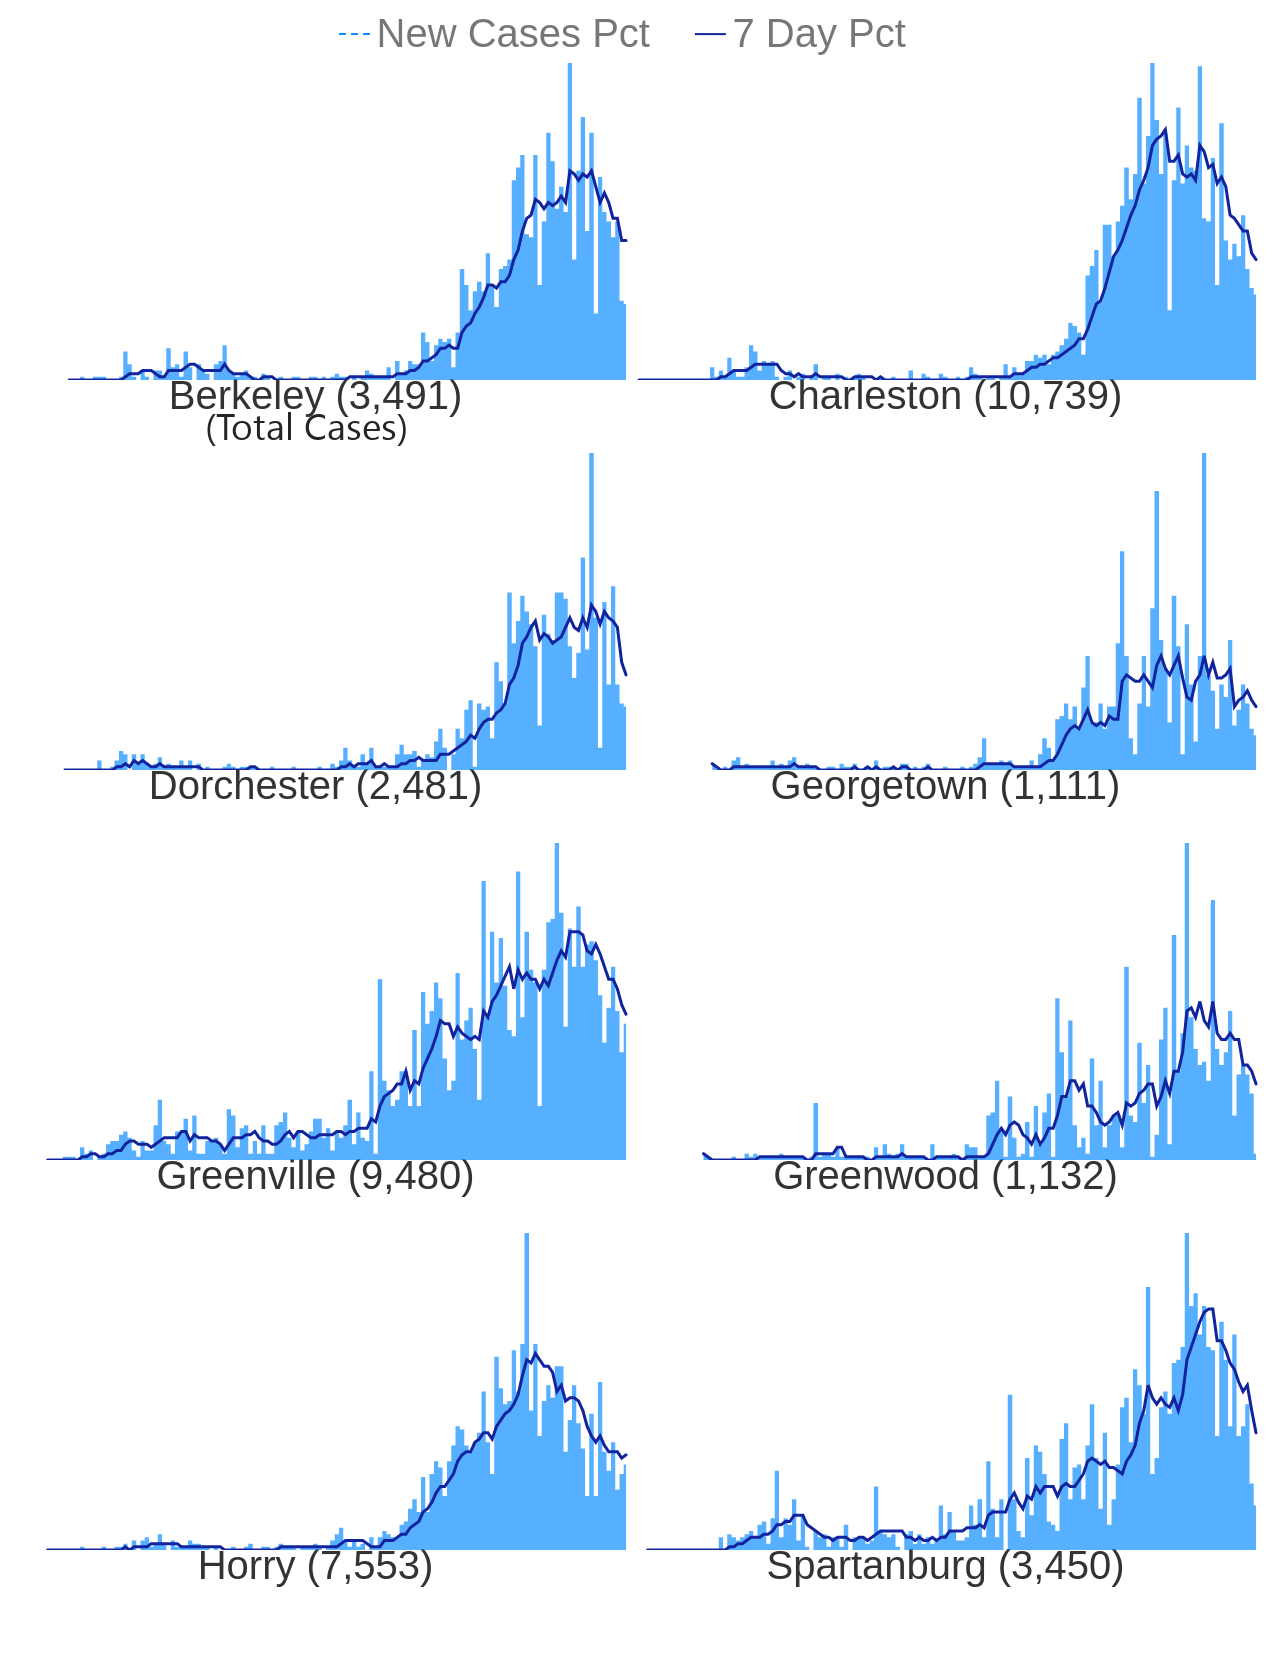 New Cases Pct 7 Day Pct
Berkeley (3,491) Charleston (10,739)
(Total Cases)
Dorchester (2,481) Georgetown (1,111)
Greenville (9,480) Greenwood (1,132)
Horry (7,553) Spartanburg (3,450)